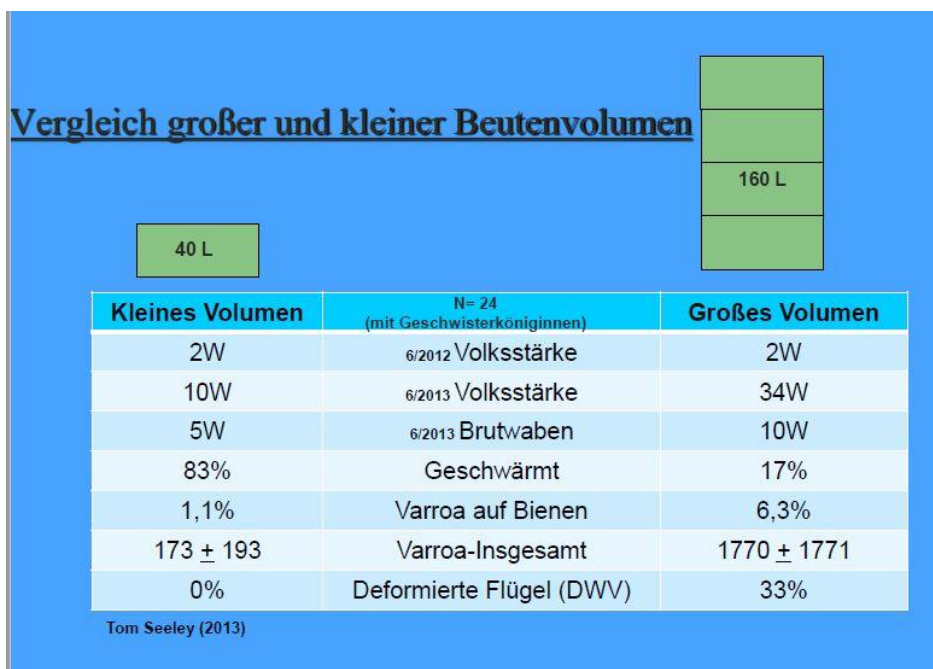 Vergleich großer und kleiner Beutenvolumen
160 L
40 L
Kleines Volumen N= 24 (mit Geschwisterköniginnen) Großes Volumen
2W 6/2012 Volksstärke 2W
10W 6/2013 Volksstärke 34W
5W 6/2013 Brutwaben 10W
83% Geschwärmt 17%
1,1% Varroa auf Bienen 6,3%
173 + 193 Varroa-Insgesamt 1770 + 1771
0% Deformierte Flügel (DWV) 33%
Tom Seeley (2013)